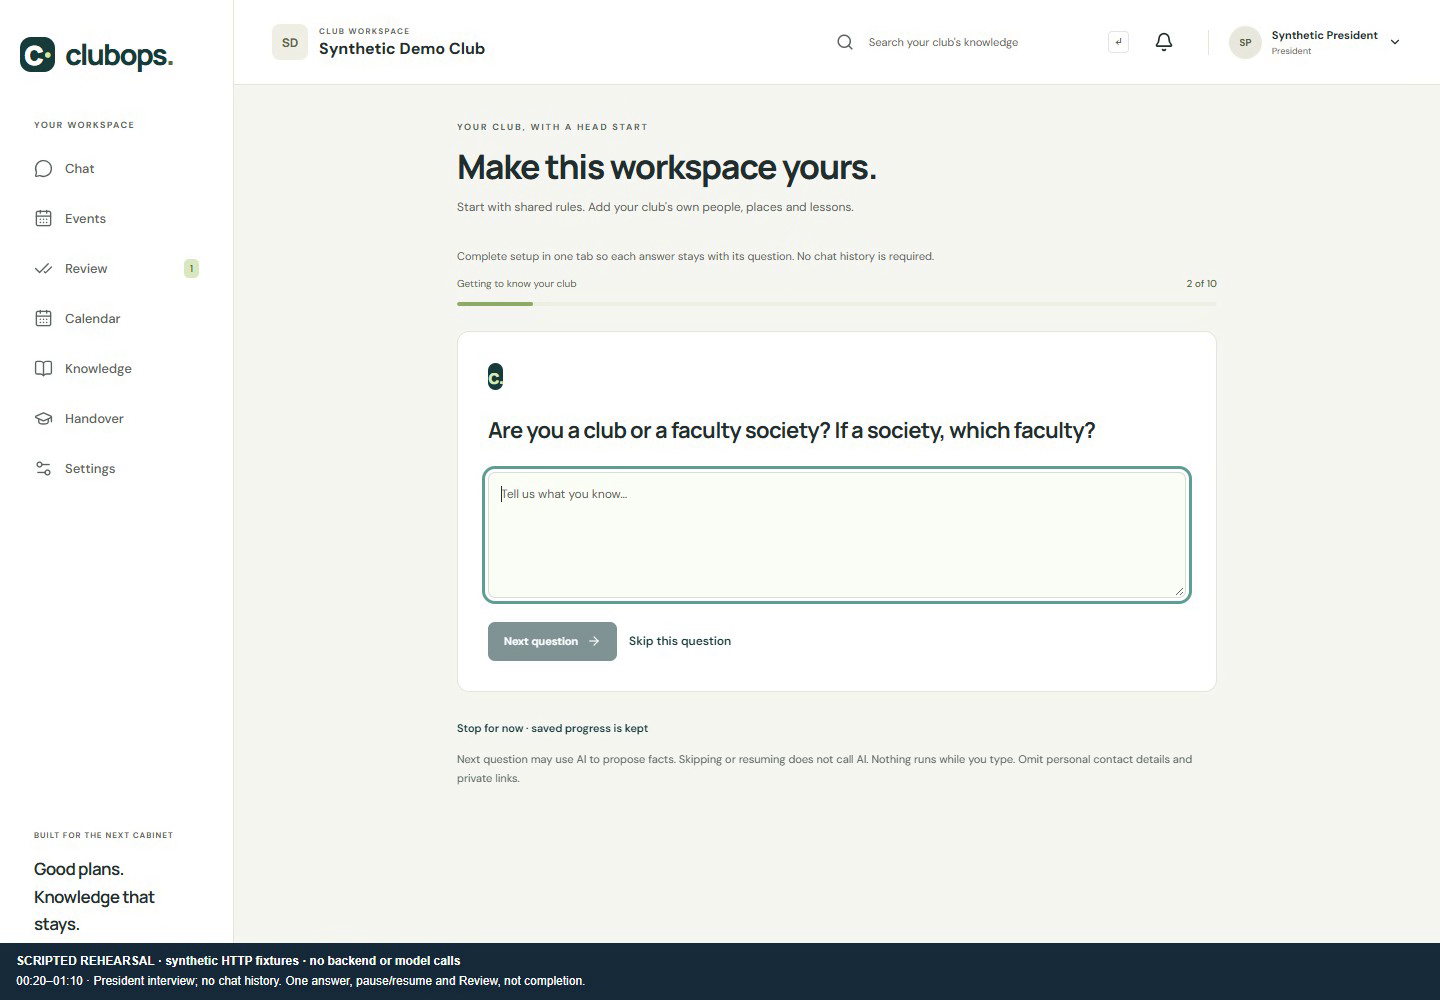 clubops.
YOUR WORKSPACE
Chat
Events
Review
1
Calendar
Knowledge
Handover
Settings
BUILT FOR THE NEXT CABINET
Good plans.
Knowledge that
stays.
SD
CLUB WORKSPACE
Synthetic Demo Club
Search your club's knowledge
SP
Synthetic President
President
YOUR CLUB, WITH A HEAD START
Make this workspace yours.
Start with shared rules. Add your club's own people, places and lessons.
Complete setup in one tab so each answer stays with its question. No chat history is required.
Getting to know your club
2 of 10
c.
Are you a club or a faculty society? If a society, which faculty?
Tell us what you know...
Next question
Skip this question
Stop for now · saved progress is kept
Next question may use AI to propose facts. Skipping or resuming does not call AI. Nothing runs while you type. Omit personal contact details and
private links.
SCRIPTED REHEARSAL · synthetic HTTP fixtures · no backend or model calls
00:20–01:10 · President interview; no chat history. One answer, pause/resume and Review, not completion.